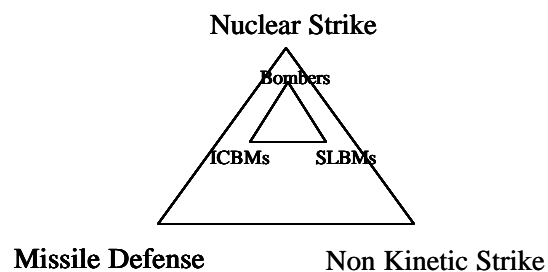 Nuclear Strike
Bombers
ICBMs SLBMs
Missile Defense Non Kinetic Strike